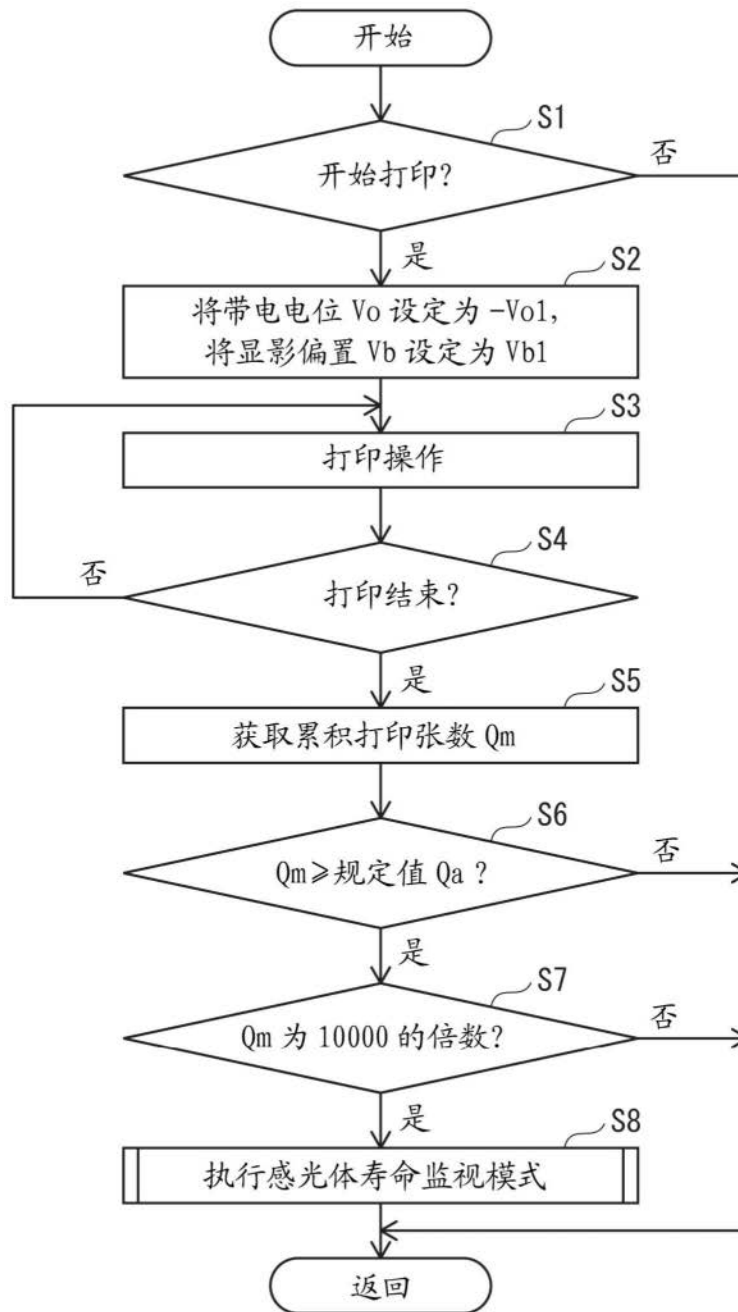 开始
S1
开始打印?
否
是
S2
将带电电位 Vo 设定为 -Vo1,
将显影偏置 Vb 设定为 Vb1
S3
打印操作
S4
否
打印结束?
是
S5
获取累积打印张数 Qm
S6
Qm≥规定值 Qa ?
否
是
S7
Qm 为 10000 的倍数?
否
是
S8
执行感光体寿命监视模式
返回